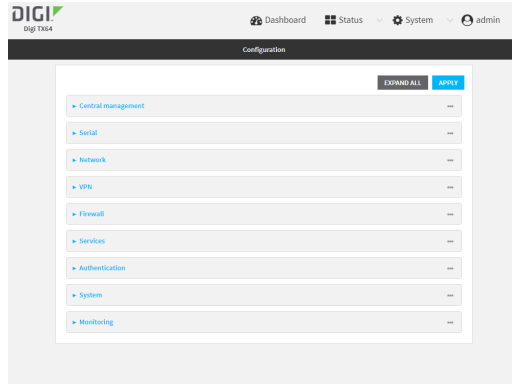 DIGI.
Digi TX64
Dashboard Status System admin
Configuration
EXPAND ALL APPLY
Central management
Serial
Network
VPN
Firewall
Services
Authentication
System
Monitoring